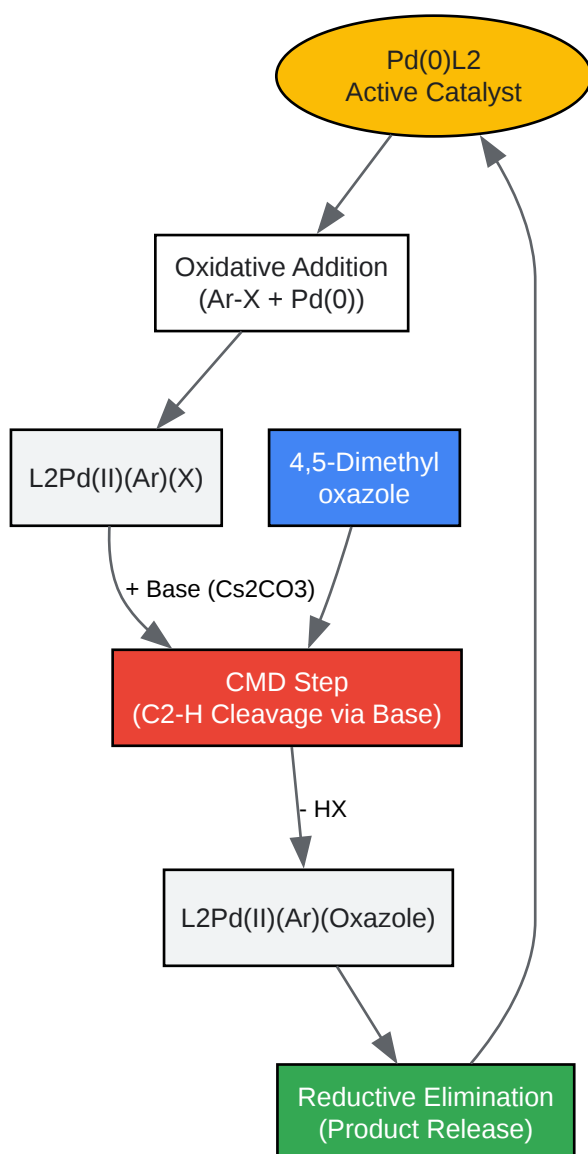 Pd(0)L2
Active Catalyst
Oxidative Addition
(Ar-X + Pd(0))
L2Pd(II)(Ar)(X)
4,5-Dimethyl
oxazole
+ Base (Cs2CO3)
CMD Step
(C2-H Cleavage via Base)
- HX
L2Pd(II)(Ar)(Oxazole)
Reductive Elimination
(Product Release)